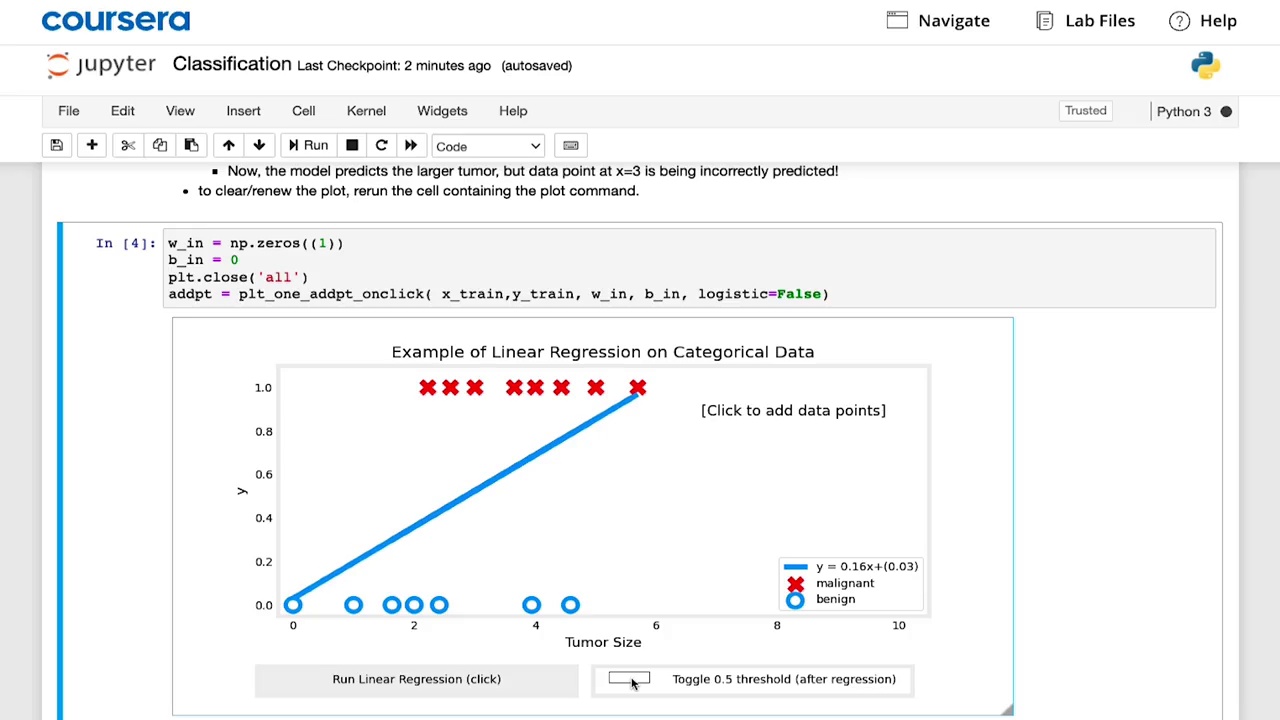 coursera
Navigate
Lab Files
Help
jupyter Classification Last Checkpoint: 2 minutes ago (autosaved)
File Edit View Insert Cell Kernel Widgets Help
Trusted
Python 3
Run
Code
Now, the model predicts the larger tumor, but data point at x=3 is being incorrectly predicted!
to clear/renew the plot, rerun the cell containing the plot command.
In [4]: w_in = np.zeros((1))
b_in = 0
plt.close('all')
addpt = plt_one_addpt_onclick( x_train,y_train, w_in, b_in, logistic=False)
Example of Linear Regression on Categorical Data
1.0
[Click to add data points]
0.8
0.6
y
0.4
0.2
y = 0.16x+(0.03)
malignant
benign
0.0
0 2 4 6 8 10
Tumor Size
Run Linear Regression (click)
Toggle 0.5 threshold (after regression)